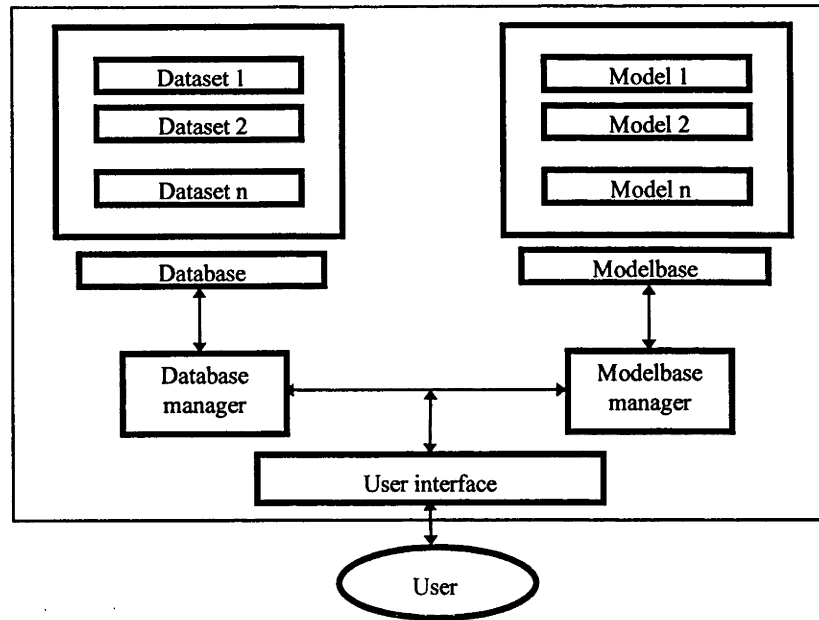 Dataset 1
Dataset 2
Dataset n
Database
Model 1
Model 2
Model n
Modelbase
Database
manager
Modelbase
manager
User interface
User